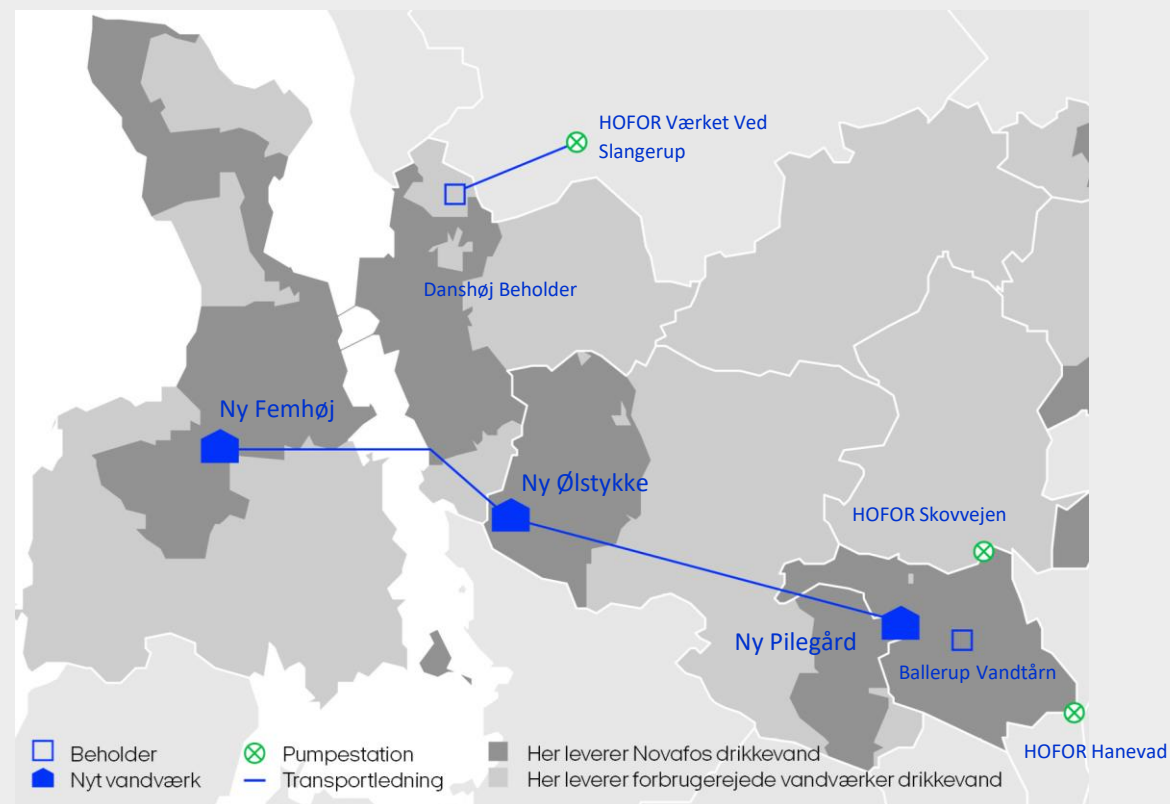 HOFOR Værket Ved
Slangerup
Danshøj Beholder
Ny Femhøj
Ny Ølstykke
HOFOR Skovvejen
Ny Pilegård
Ballerup Vandtårn
HOFOR Hanevad
Beholder
Nyt vandværk
Pumpestation
Transportledning
Her leverer Novafos drikkevand
Her leverer forbrugerejede vandværker drikkevand